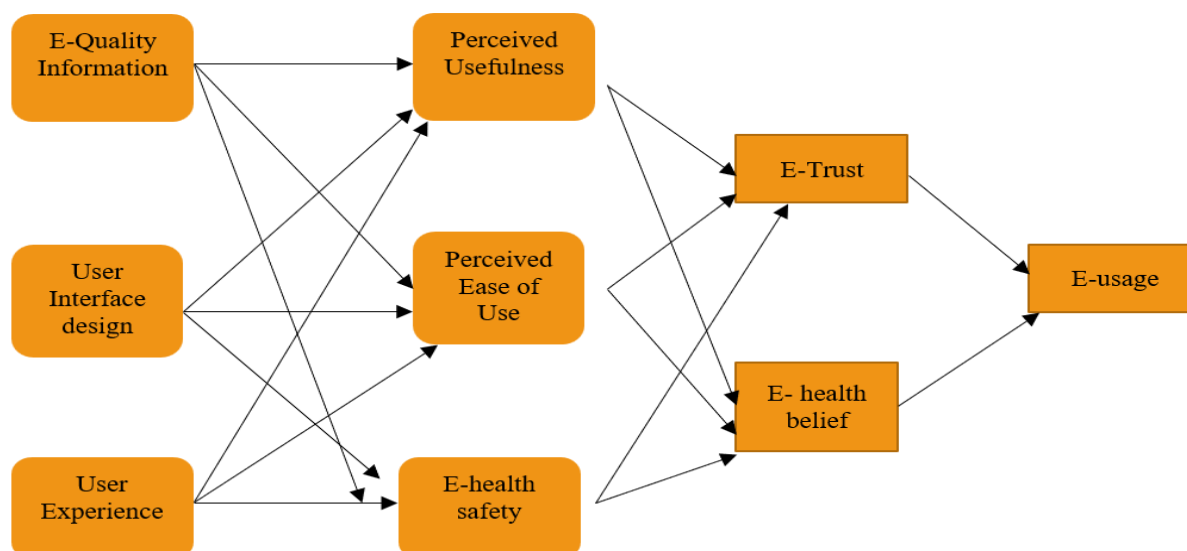 E-Quality
Information
Perceived
Usefulness
E-Trust
User
Interface
design
Perceived
Ease of
Use
E-usage
E- health
belief
User
Experience
E-health
safety